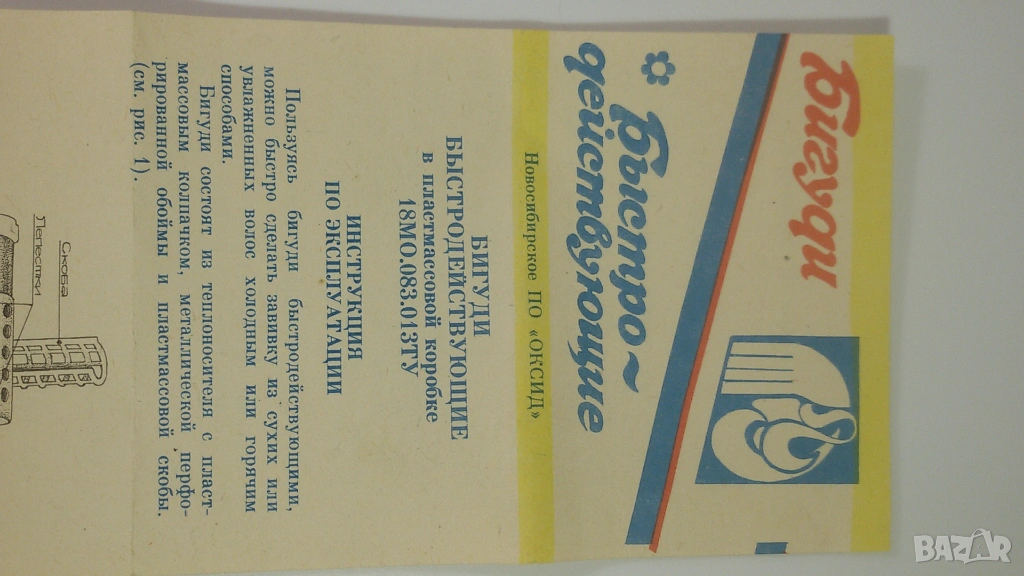 Бигуди
Быстро~
действующие
Новосибирское ПО «ОКСИД»
БИГУДИ
БЫСТРОДЕЙСТВУЮЩИЕ
в пластмассовой коробке
18МО.083.013ТУ
ИНСТРУКЦИЯ
ПО ЭКСПЛУАТАЦИИ
Пользуясь бигуди быстродействующими,
можно быстро сделать завивку из сухих или
увлажненных волос холодным или горячим
способами.
Бигуди состоят из теплоносителя с пласт-
массовым колпачком, металлической перфо-
рированной обоймы и пластмассовой скобы.
(см. рис. 1).
Скоба
Лепестки
BAZAR